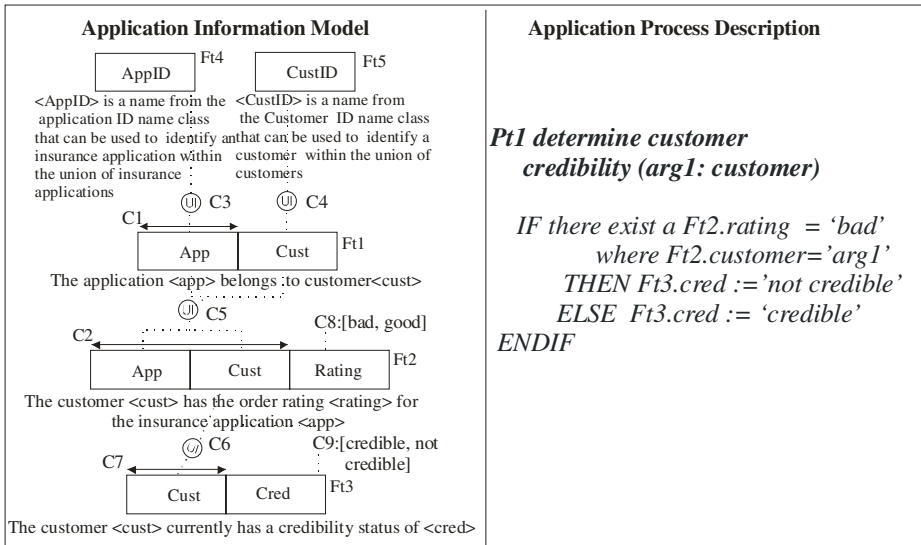 Application Information Model
Ft4
Ft5
AppID
CustID
<AppID> is a name from the
application ID name class
that can be used to identify an
insurance application within
the union of insurance
applications
<CustID> is a name from
the Customer ID name class
that can be used to identify a
customer within the union of
customers
UI C3
UI C4
C1
App
Cust
Ft1
The application <app> belongs to customer<cust>
UI C5
C8:[bad, good]
C2
App
Cust
Rating
Ft2
The customer <cust> has the order rating <rating> for
the insurance application <app>
UI C6
C9:[credible, not
credible]
C7
Cust
Cred
Ft3
The customer <cust> currently has a credibility status of <cred>
Application Process Description
Pt1 determine customer
credibility (arg1: customer)
IF there exist a Ft2.rating = ‘bad’
where Ft2.customer=’arg1’
THEN Ft3.cred :=’not credible’
ELSE Ft3.cred := ‘credible’
ENDIF